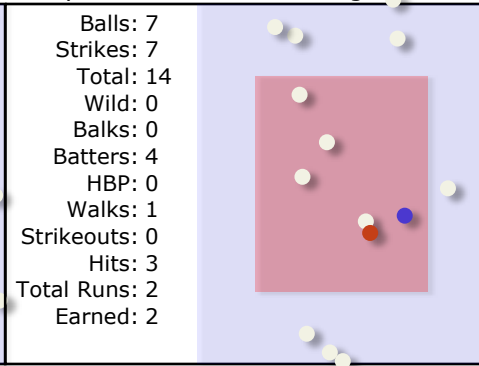 Balls: 7
Strikes: 7
Total: 14
Wild: 0
Balks: 0
Batters: 4
HBP: 0
Walks: 1
Strikeouts: 0
Hits: 3
Total Runs: 2
Earned: 2